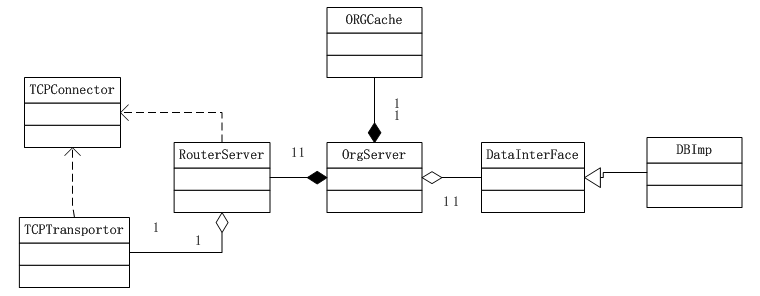 ORGCache
TCPConnector
1
1
RouterServer
11
OrgServer
DataInterFace
DBImp
11
TCPTransportor
1
1